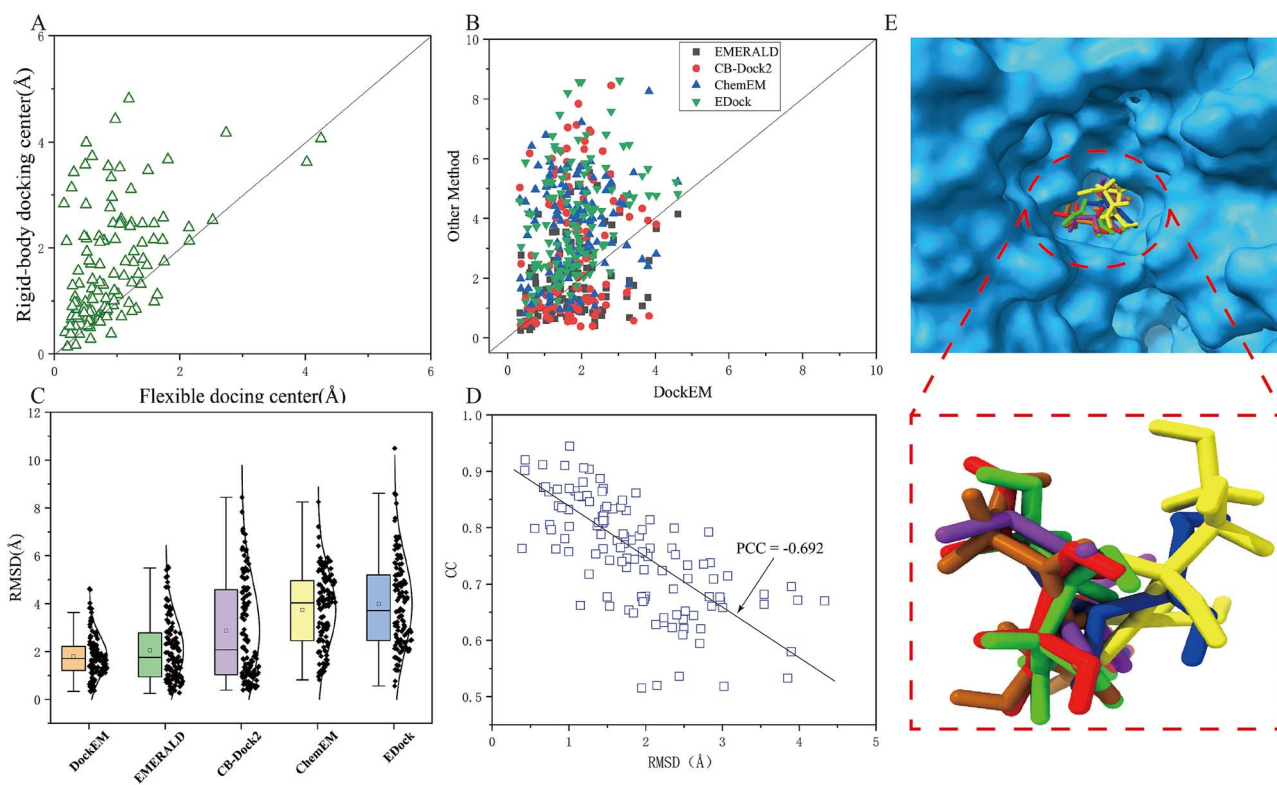 A
Rigid-body docking center(Å)
6
4
2
0
0
2
4
6
Flexible docing center(Å)
B
Other Method
10
8
6
4
2
0
EMERALD
CB-Dock2
ChemEM
EDock
0
2
4
6
8
10
DockEM
C
RMSD(Å)
12
10
8
6
4
2
0
DockEM
EMERALD
CB-Dock2
ChemEM
EDock
D
CC
1.0
0.9
0.8
0.7
0.6
0.5
PCC = -0.692
0
1
2
3
4
5
RMSD (Å)
E